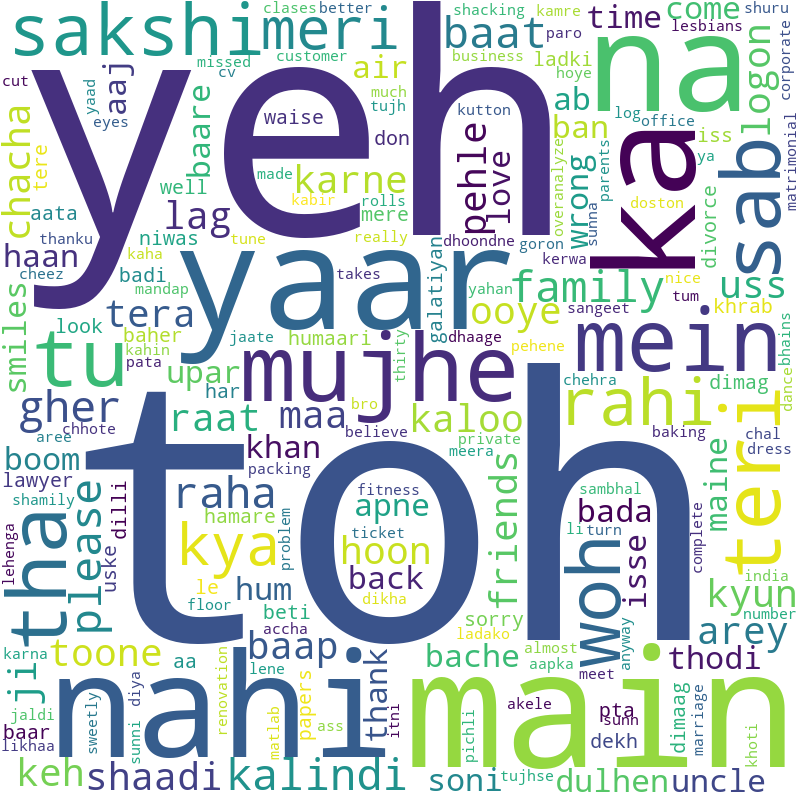 sakshi
meri
clases
better
shacking
kamre
shuru
missed
cv
customer
business
paro
ladki
time
come
lesbians
corporate
cut
yaad
aaj
eyes
yeh
air
much
tujh
baat
hoye
na
logon
chacha
tere
baare
waise
don
kutton
ab
ban
log
office
iss
ya
matrimonial
well
made
karne
rolls
pehle
love
overanalyze
wrong
sunna
parents
ka
doston
divorce
sab
aata
lag
kabir
mere
thanku
niwas
tune
really
galatiyan
dhoondne
goron
haan
kaha
badi
yaar
takes
yahan
kerwa
family
nice
tum
uss
cheez
mandap
tera
smiles
look
baher
kahin
pata
jaate
humaari
thirty
ooye
dhaage
pehene
sangeet
mein
khrab
dance
bhains
tu
upar
har
bro
mujhe
chehra
rahi
dimag
teri
gher
chhote
raat
maa
believe
kaloo
baking
chal
dress
aree
boom
khan
packing
private
meera
maine
lawyer
shamily
dilli
raha
fitness
apne
friends
sambhal
bada
lehenga
tha
please
uske
hamare
problem
toh
ticket
hoon
li
turn
woh
isse
complete
kya
le
floor
hum
back
dikha
kyun
india
number
ji
karna
toone
beti
accha
baap
sorry
ladako
almost
aapka
anyway
arey
jaldi
aa
lene
bache
meet
thodi
baar
likhaa
sweetly
sunni
diya
nahi
renovation
matlab
papers
ass
thank
itni
main
pichli
akele
pta
sunn
dekh
dimaag
marriage
khoti
keh
shaadi
kalindi
soni
tujhse
dulhen
uncle